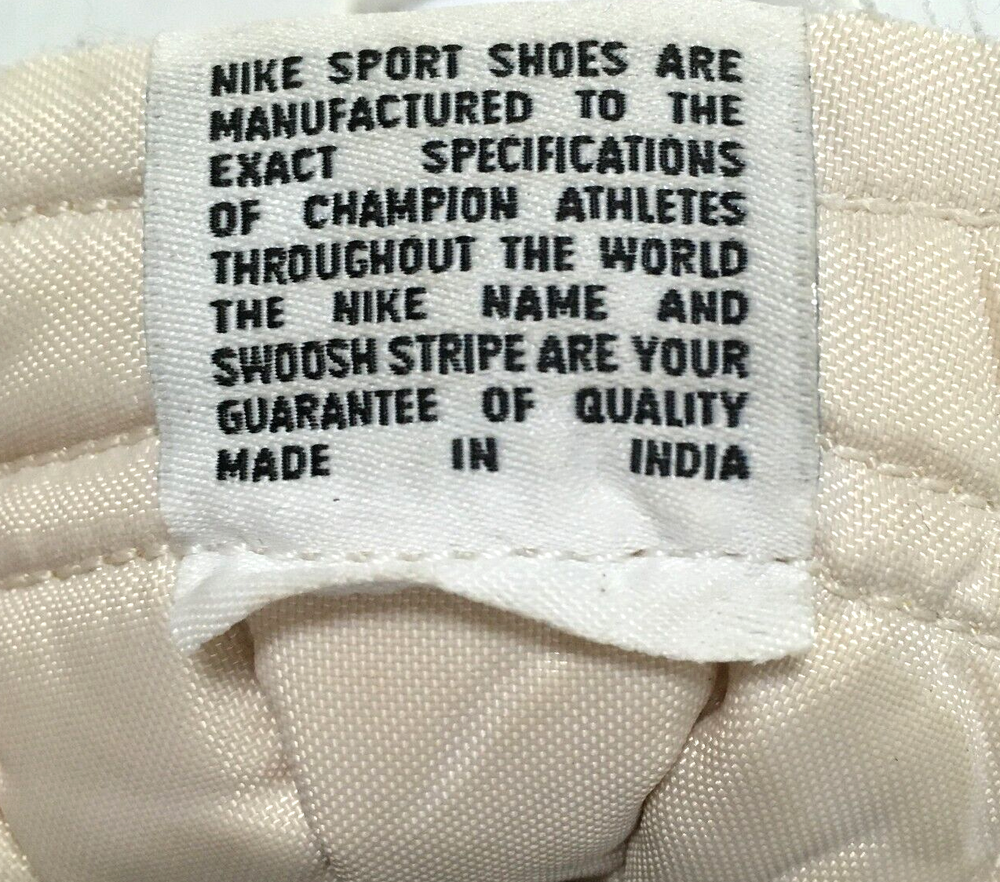 NIKE SPORT SHOES ARE
MANUFACTURED TO THE
EXACT SPECIFICATIONS
OF CHAMPION ATHLETES
THROUGHOUT THE WORLD
THE NIKE NAME AND
SWOOSH STRIPE ARE YOUR
GUARANTEE OF QUALITY
MADE IN INDIA